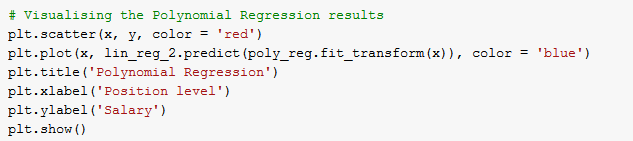 # Visualising the Polynomial Regression results
plt.scatter(x, y, color = 'red')
plt.plot(x, lin_reg_2.predict(poly_reg.fit_transform(x)), color = 'blue')
plt.title('Polynomial Regression')
plt.xlabel('Position level')
plt.ylabel('Salary')
plt.show()